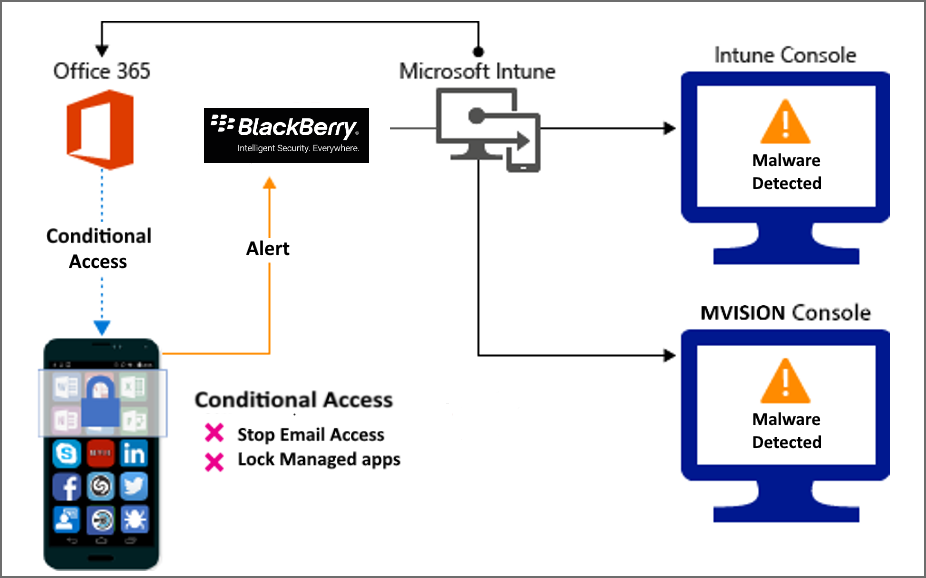 Office 365
Microsoft Intune
Intune Console
BlackBerry®
Intelligent Security. Everywhere.
Malware
Detected
Conditional
Access
Alert
MVISION Console
Malware
Detected
Conditional Access
Stop Email Access
Lock Managed apps